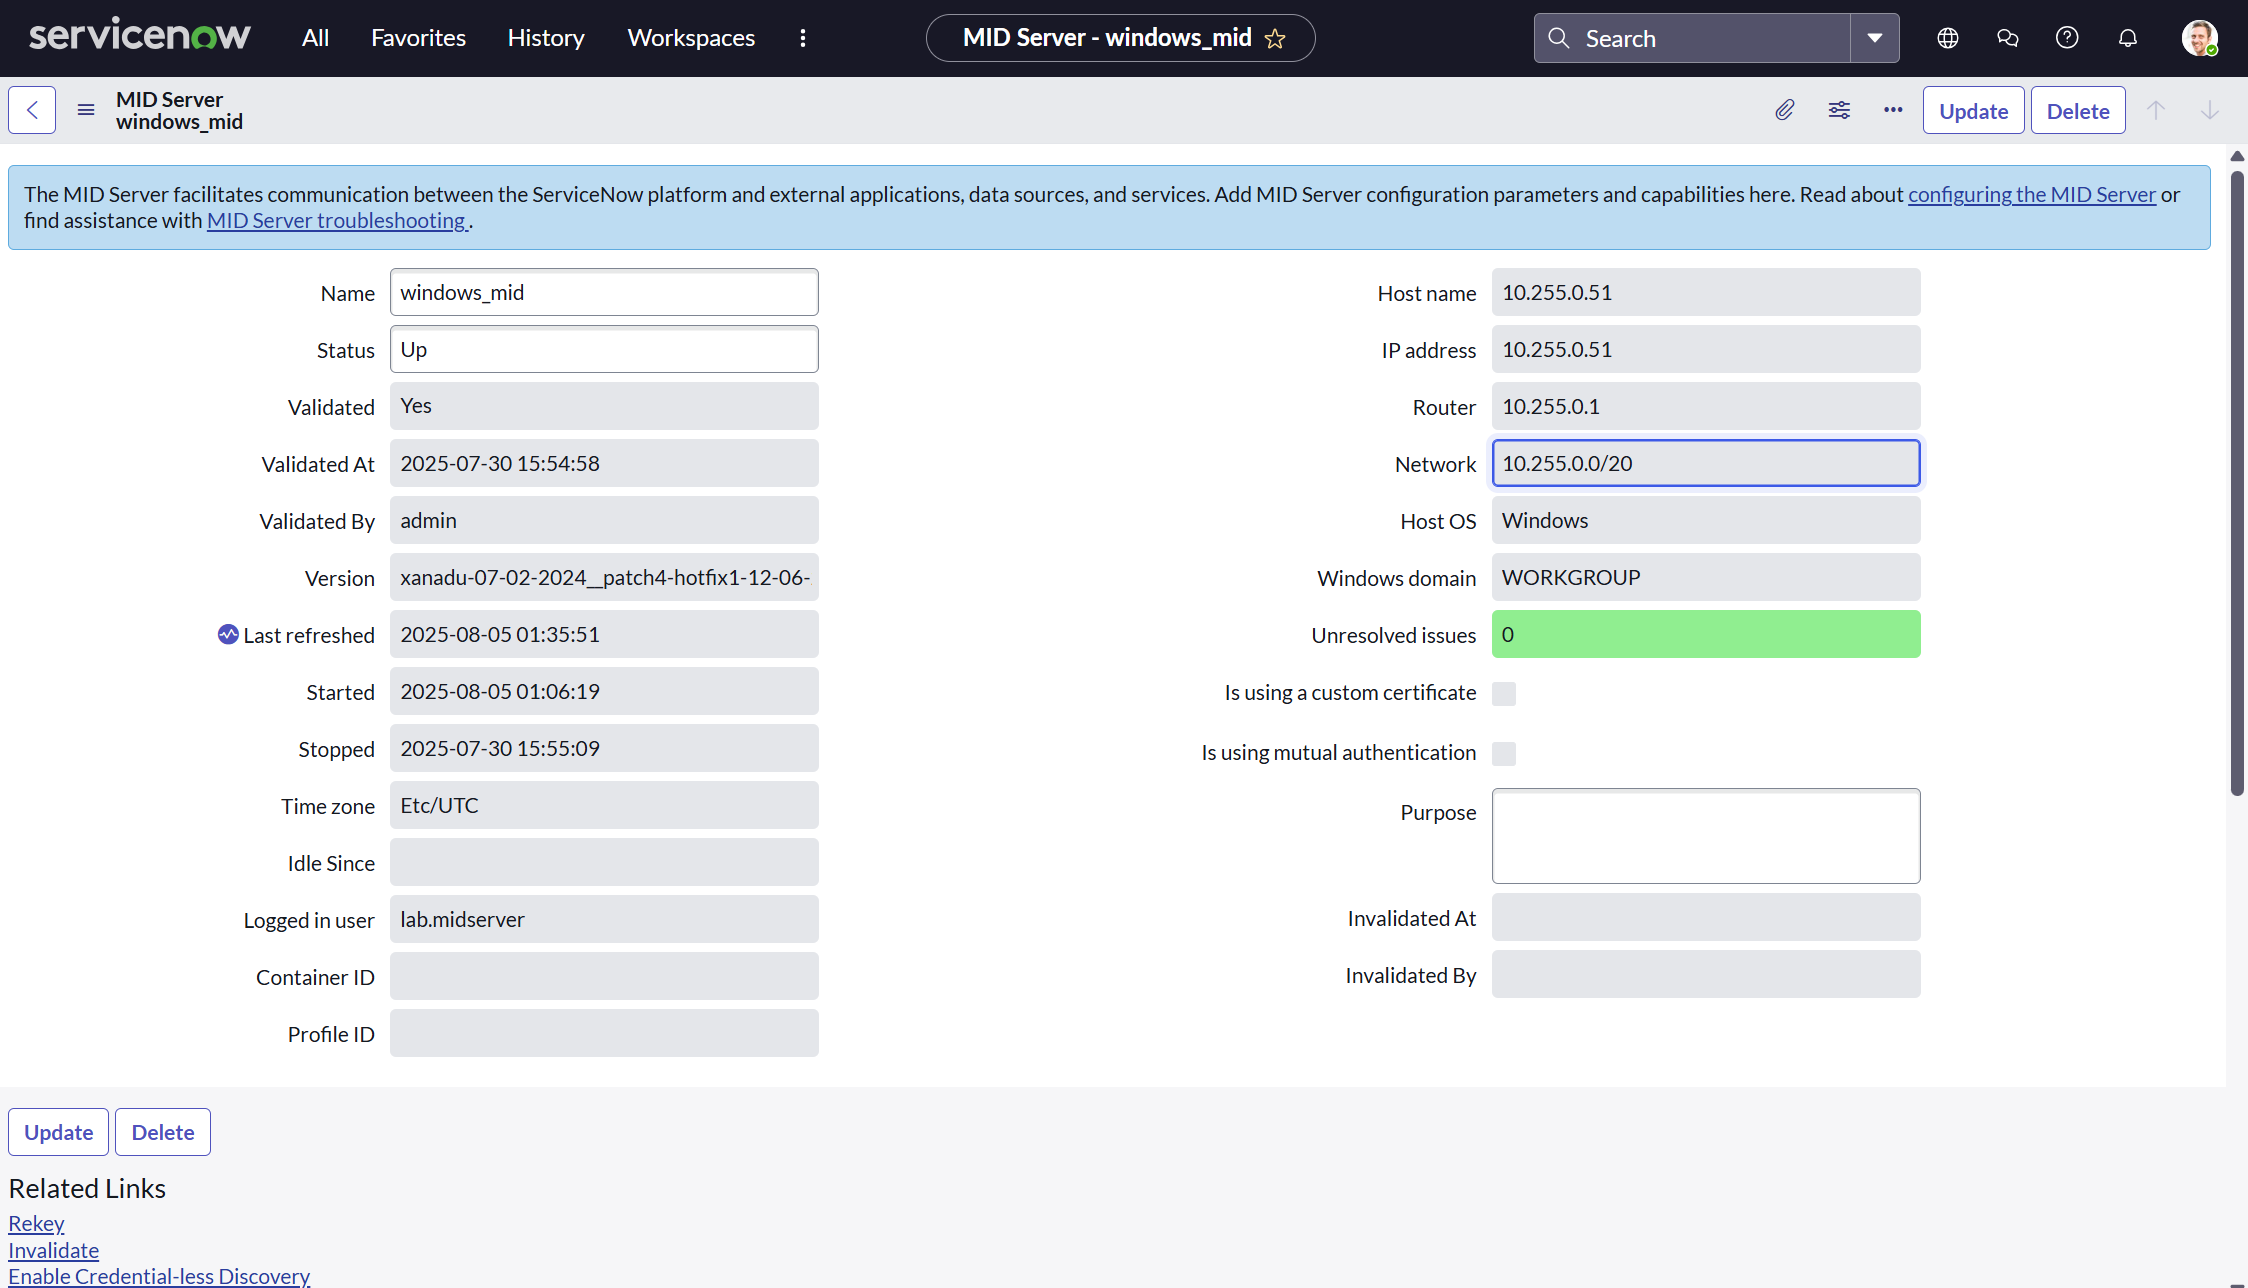 servicenow All Favorites History Workspaces MID Server - windows_mid Search
MID Server
windows_mid
Update Delete
The MID Server facilitates communication between the ServiceNow platform and external applications, data sources, and services. Add MID Server configuration parameters and capabilities here. Read about configuring the MID Server or
find assistance with MID Server troubleshooting .
Name windows_mid
Status Up
Validated Yes
Validated At 2025-07-30 15:54:58
Validated By admin
Version xanadu-07-02-2024__patch4-hotfix1-12-06-
Last refreshed 2025-08-05 01:35:51
Started 2025-08-05 01:06:19
Stopped 2025-07-30 15:55:09
Time zone Etc/UTC
Idle Since
Logged in user lab.midserver
Container ID
Profile ID
Host name 10.255.0.51
IP address 10.255.0.51
Router 10.255.0.1
Network 10.255.0.0/20
Host OS Windows
Windows domain WORKGROUP
Unresolved issues 0
Is using a custom certificate
Is using mutual authentication
Purpose
Invalidated At
Invalidated By
Update Delete
Related Links
Rekey
Invalidate
Enable Credential-less Discovery